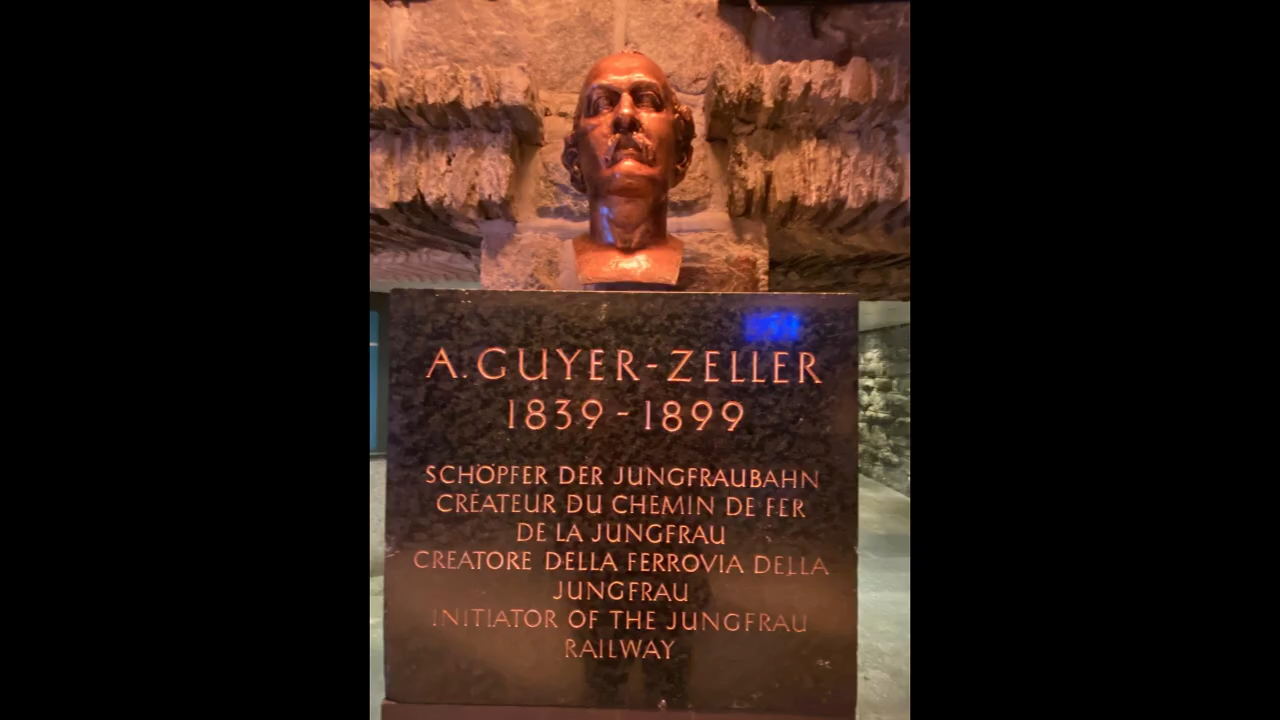 A. GUYER-ZELLER
1839-1899
SCHÖPFER DER JUNGFRAUBAHN
CRÉATEUR DU CHEMIN DE FER
DE LA JUNGFRAU
CREATORE DELLA FERROVIA DELLA
JUNGFRAU
INITIATOR OF THE JUNGFRAU
RAILWAY